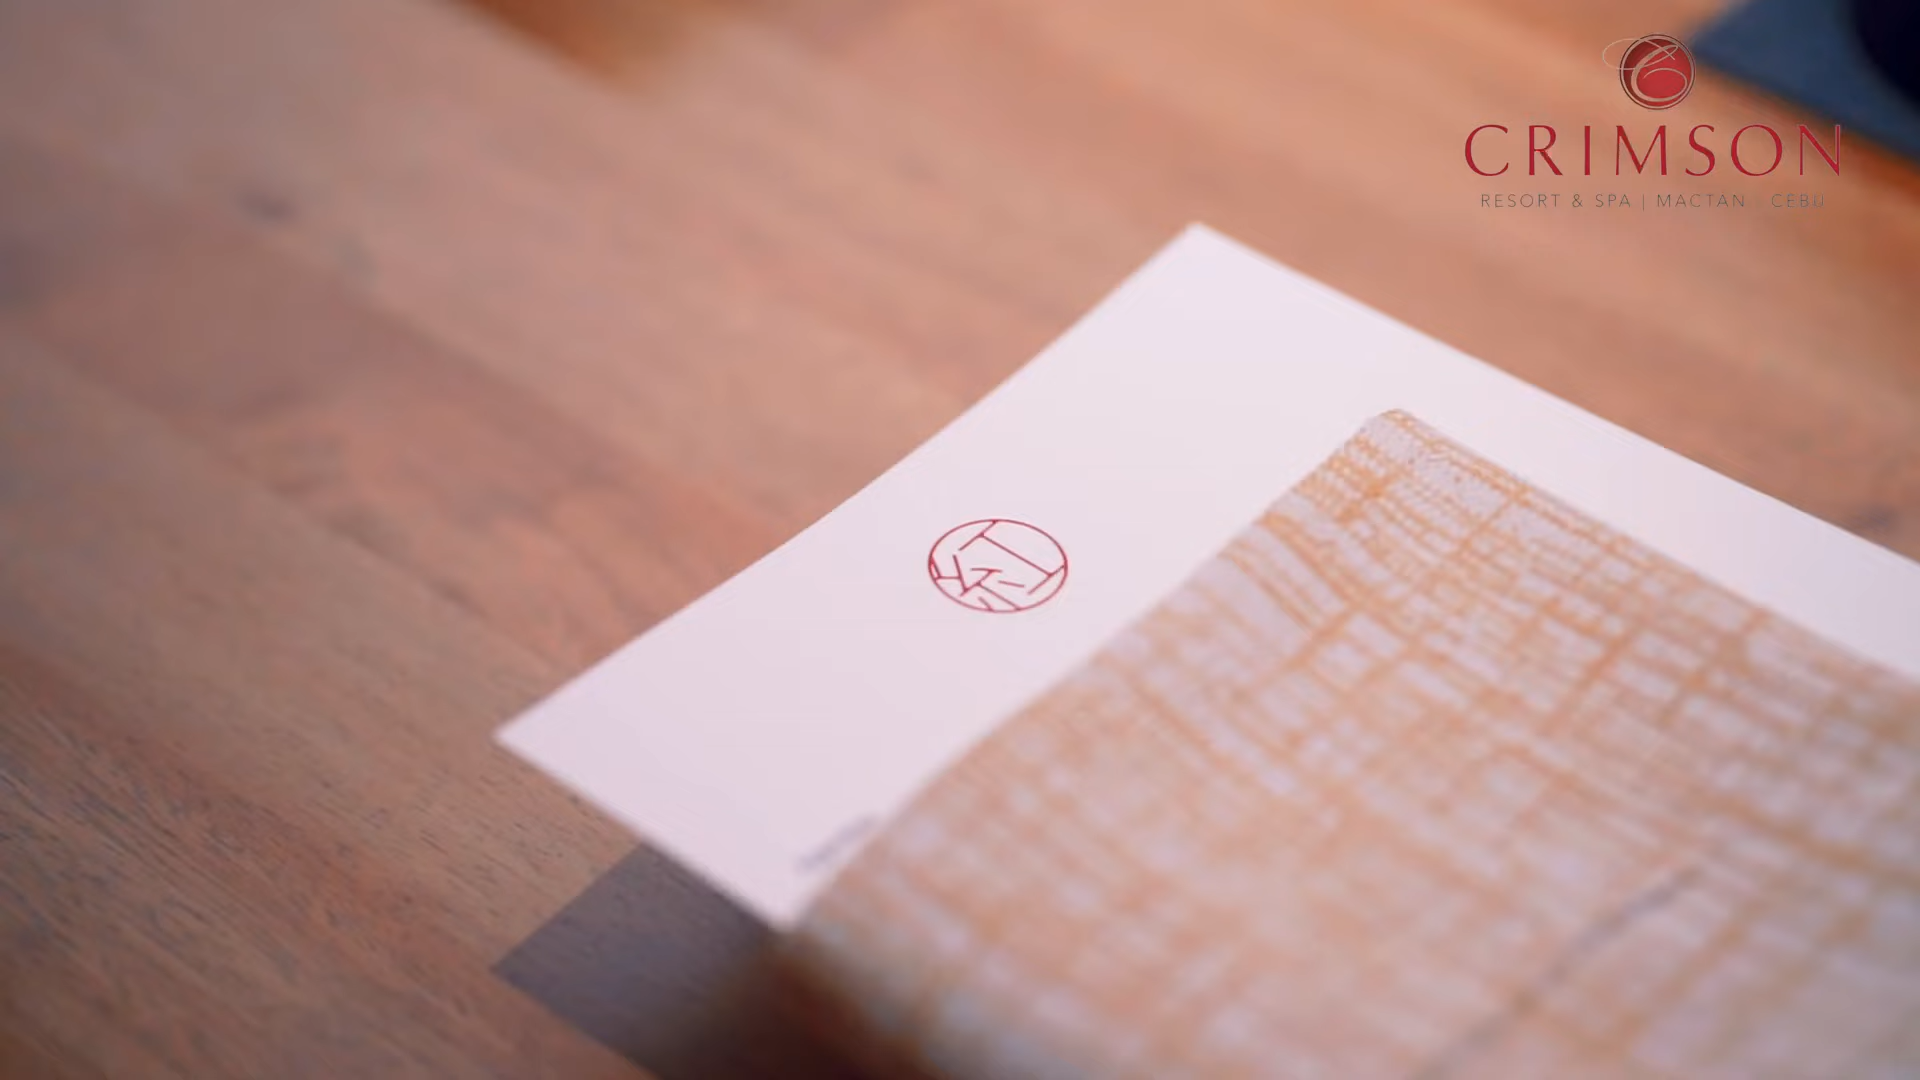 CRIMSON
RESORT & SPA | MACTAN | CEBU